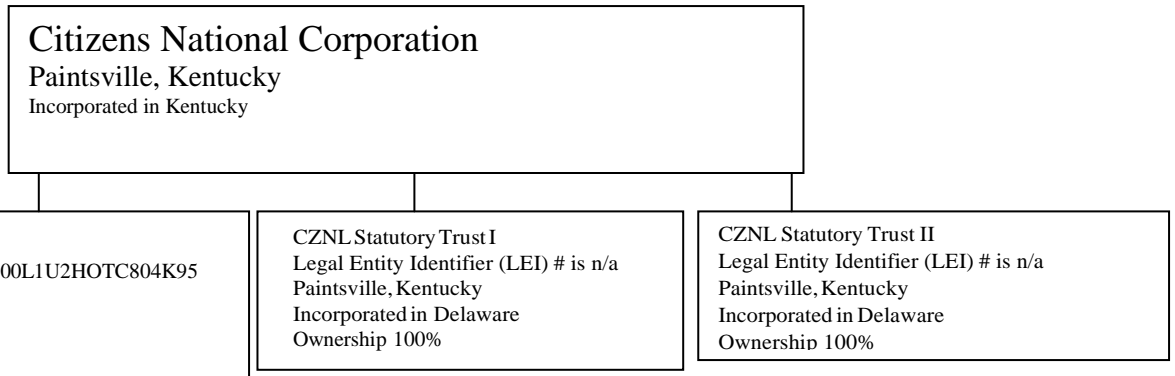 Citizens National Corporation
Paintsville, Kentucky
Incorporated in Kentucky
00L1U2HOTC804K95
CZNL Statutory Trust I
Legal Entity Identifier (LEI) # is n/a
Paintsville, Kentucky
Incorporated in Delaware
Ownership 100%
CZNL Statutory Trust II
Legal Entity Identifier (LEI) # is n/a
Paintsville, Kentucky
Incorporated in Delaware
Ownership 100%